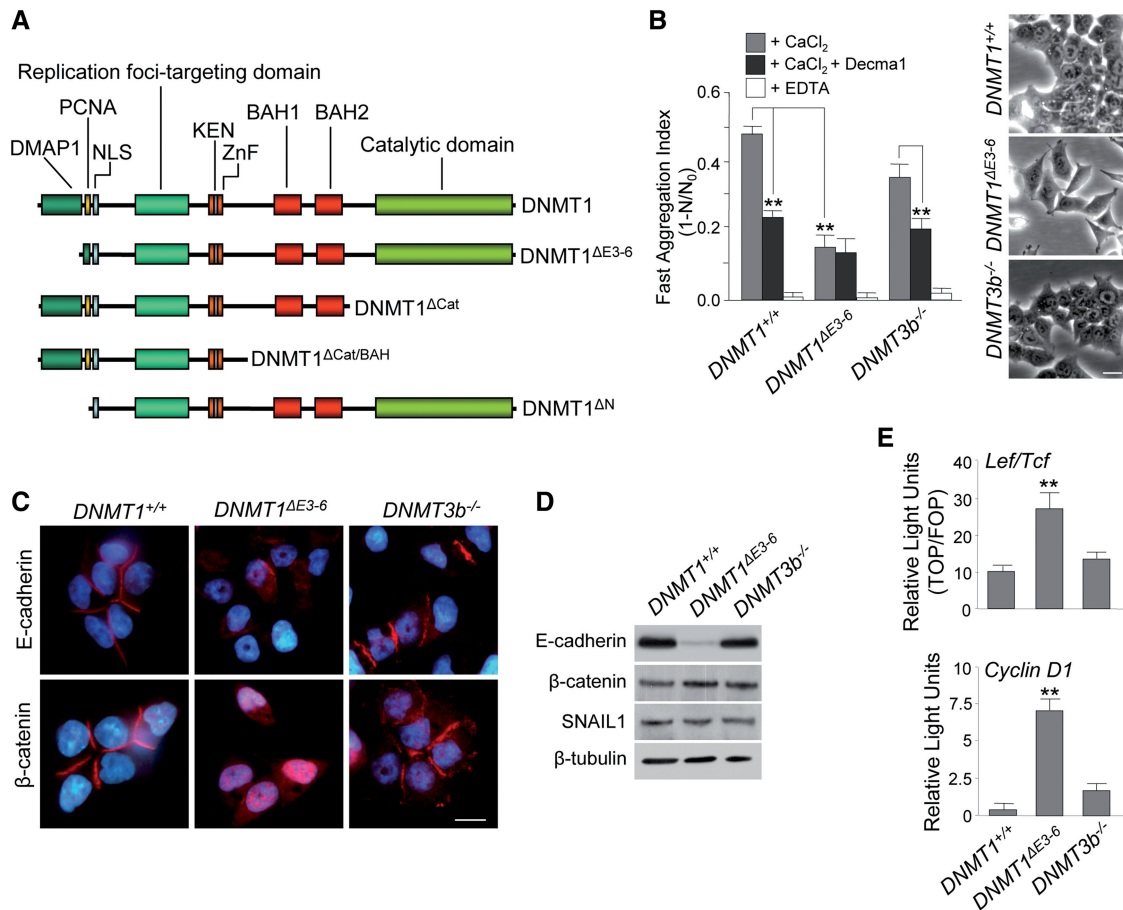 A
Replication foci-targeting domain
PCNA
DMAP1
NLS
KEN
ZnF
BAH1
BAH2
Catalytic domain
DNMT1
DNMT1ΔE3-6
DNMT1ΔCat
DNMT1ΔCat/BAH
DNMT1ΔN
B
+ CaCl2
+ CaCl2 + Decma1
+ EDTA
Fast Aggregation Index
(1-N/N0)
0.6
0.4
0.2
0.0
**
**
**
DNMT1+/+
DNMT1ΔE3-6
DNMT3b-/-
DNMT1+/+
DNMT1ΔE3-6
DNMT3b-/-
C
DNMT1+/+
DNMT1ΔE3-6
DNMT3b-/-
E-cadherin
β-catenin
D
DNMT1+/+
DNMT1ΔE3-6
DNMT3b-/-
E-cadherin
β-catenin
SNAIL1
β-tubulin
E
Relative Light Units
(TOP/FOP)
40
30
20
10
0
Lef/Tcf
**
Relative Light Units
10
7.5
5
2.5
0
Cyclin D1
**
DNMT1+/+
DNMT1ΔE3-6
DNMT3b-/-